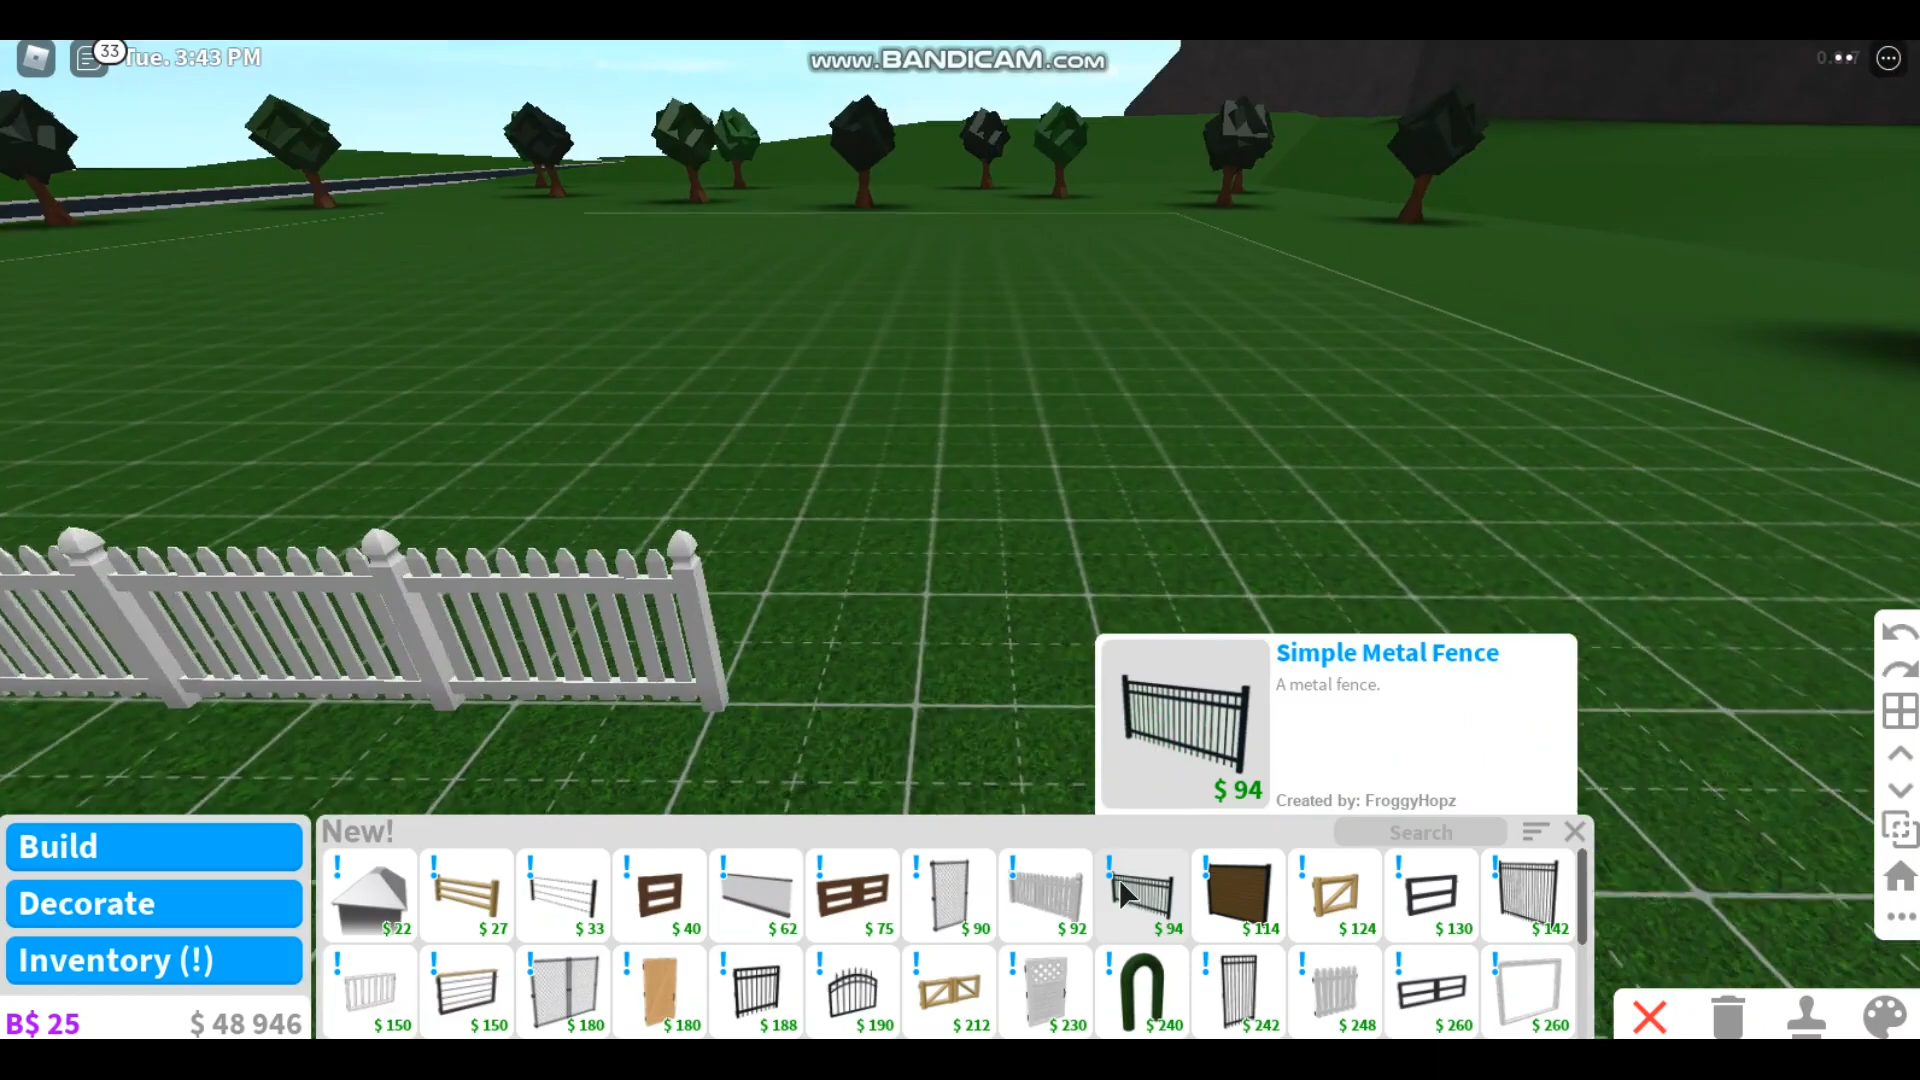 33
Tue. 3:43 PM
www.BANDICAM.com
Simple Metal Fence
A metal fence.
$ 94
Created by: FroggyHopz
Build
Decorate
Inventory (!)
B$ 25
$ 48 946
New!
Search
$ 22
$ 27
$ 33
$ 40
$ 62
$ 75
$ 90
$ 92
$ 94
$ 114
$ 124
$ 130
$ 142
$ 150
$ 150
$ 180
$ 180
$ 188
$ 190
$ 212
$ 230
$ 240
$ 242
$ 248
$ 260
$ 260